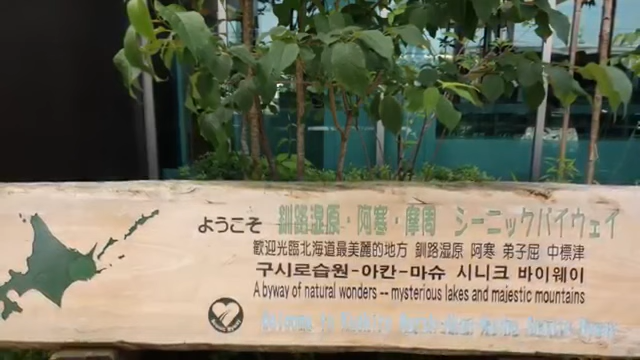 ようこそ 釧路湿原・阿寒・摩周 シーニックバイウェイ
歡迎光臨北海道最美麗的地方 釧路湿原 阿寒 弟子屈 中標津
구시로습원-아칸-마슈 시니크 바이웨이
A byway of natural wonders -- mysterious lakes and majestic mountains
Welcome to Kushiro